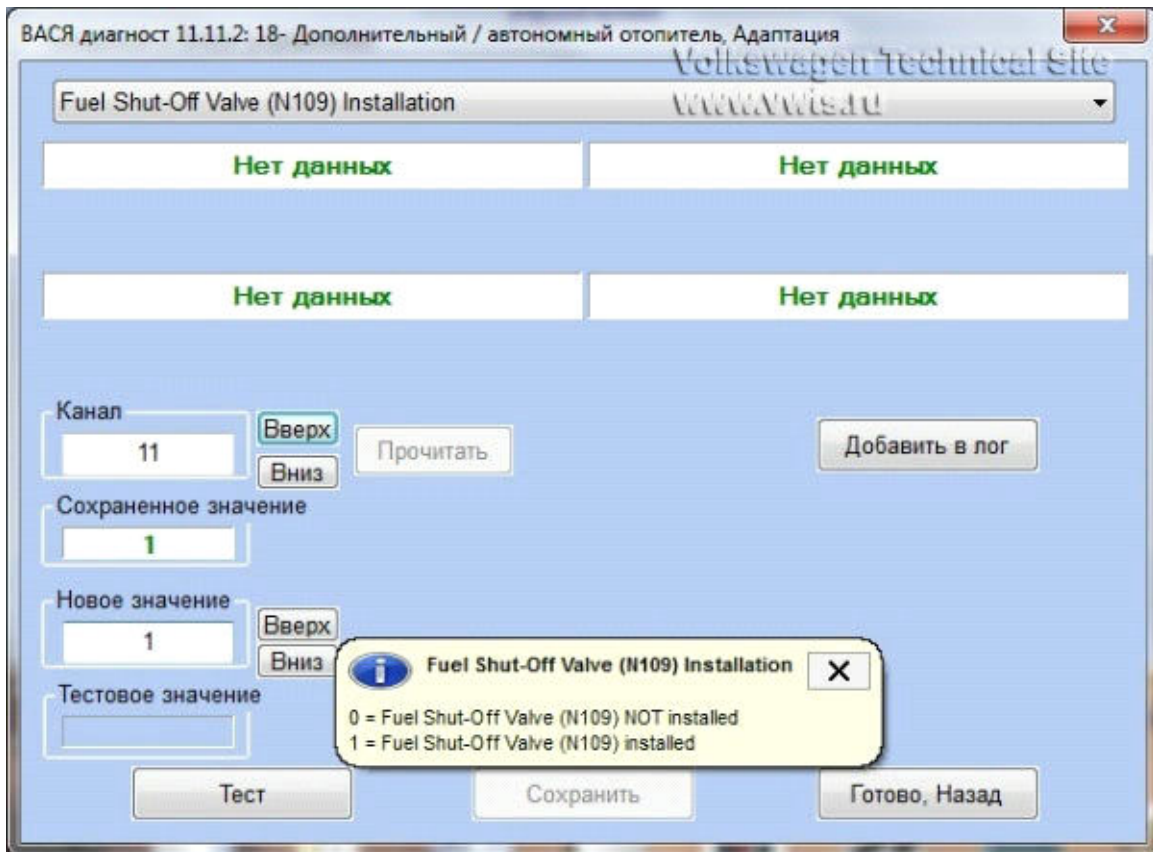 ВАСЯ диагност 11.11.2: 18- Дополнительный / автономный отопитель, Адаптация
Volkswagen Technical Site
www.vwts.ru
Fuel Shut-Off Valve (N109) Installation
Нет данных
Нет данных
Нет данных
Нет данных
Канал
11
Вверх
Вниз
Прочитать
Добавить в лог
Сохраненное значение
1
Новое значение
1
Вверх
Вниз
Fuel Shut-Off Valve (N109) Installation
0 = Fuel Shut-Off Valve (N109) NOT installed
1 = Fuel Shut-Off Valve (N109) installed
Тестовое значение
Тест
Сохранить
Готово, Назад